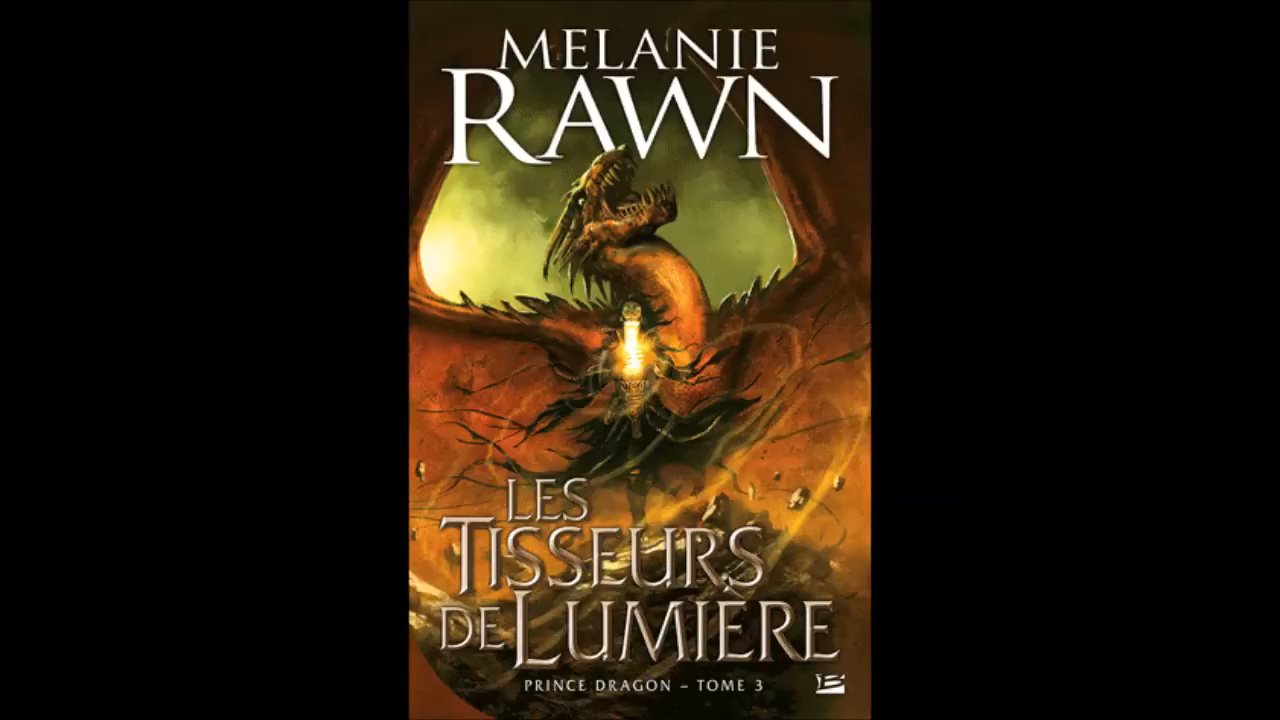 MELANIE
RAWN
LES
TISSEURS
DE LUMIÈRE
PRINCE DRAGON – TOME 3
B